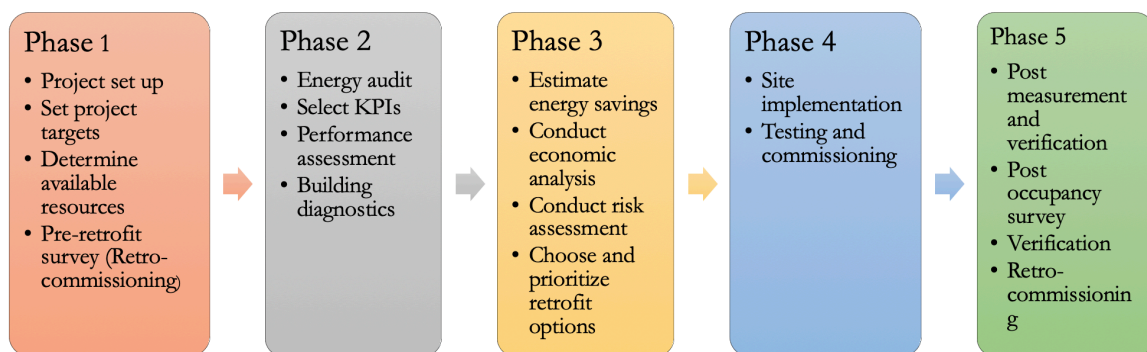 Phase 1
• Project set up
• Set project
targets
• Determine
available
resources
• Pre-retrofit
survey (Retro-
commissioning)
Phase 2
• Energy audit
• Select KPIs
• Performance
assessment
• Building
diagnostics
Phase 3
• Estimate
energy savings
• Conduct
economic
analysis
• Conduct risk
assessment
• Choose and
prioritize
retrofit
options
Phase 4
• Site
implementation
• Testing and
commissioning
Phase 5
• Post
measurement
and
verification
• Post
occupancy
survey
• Verification
• Retro-
commissionin
g